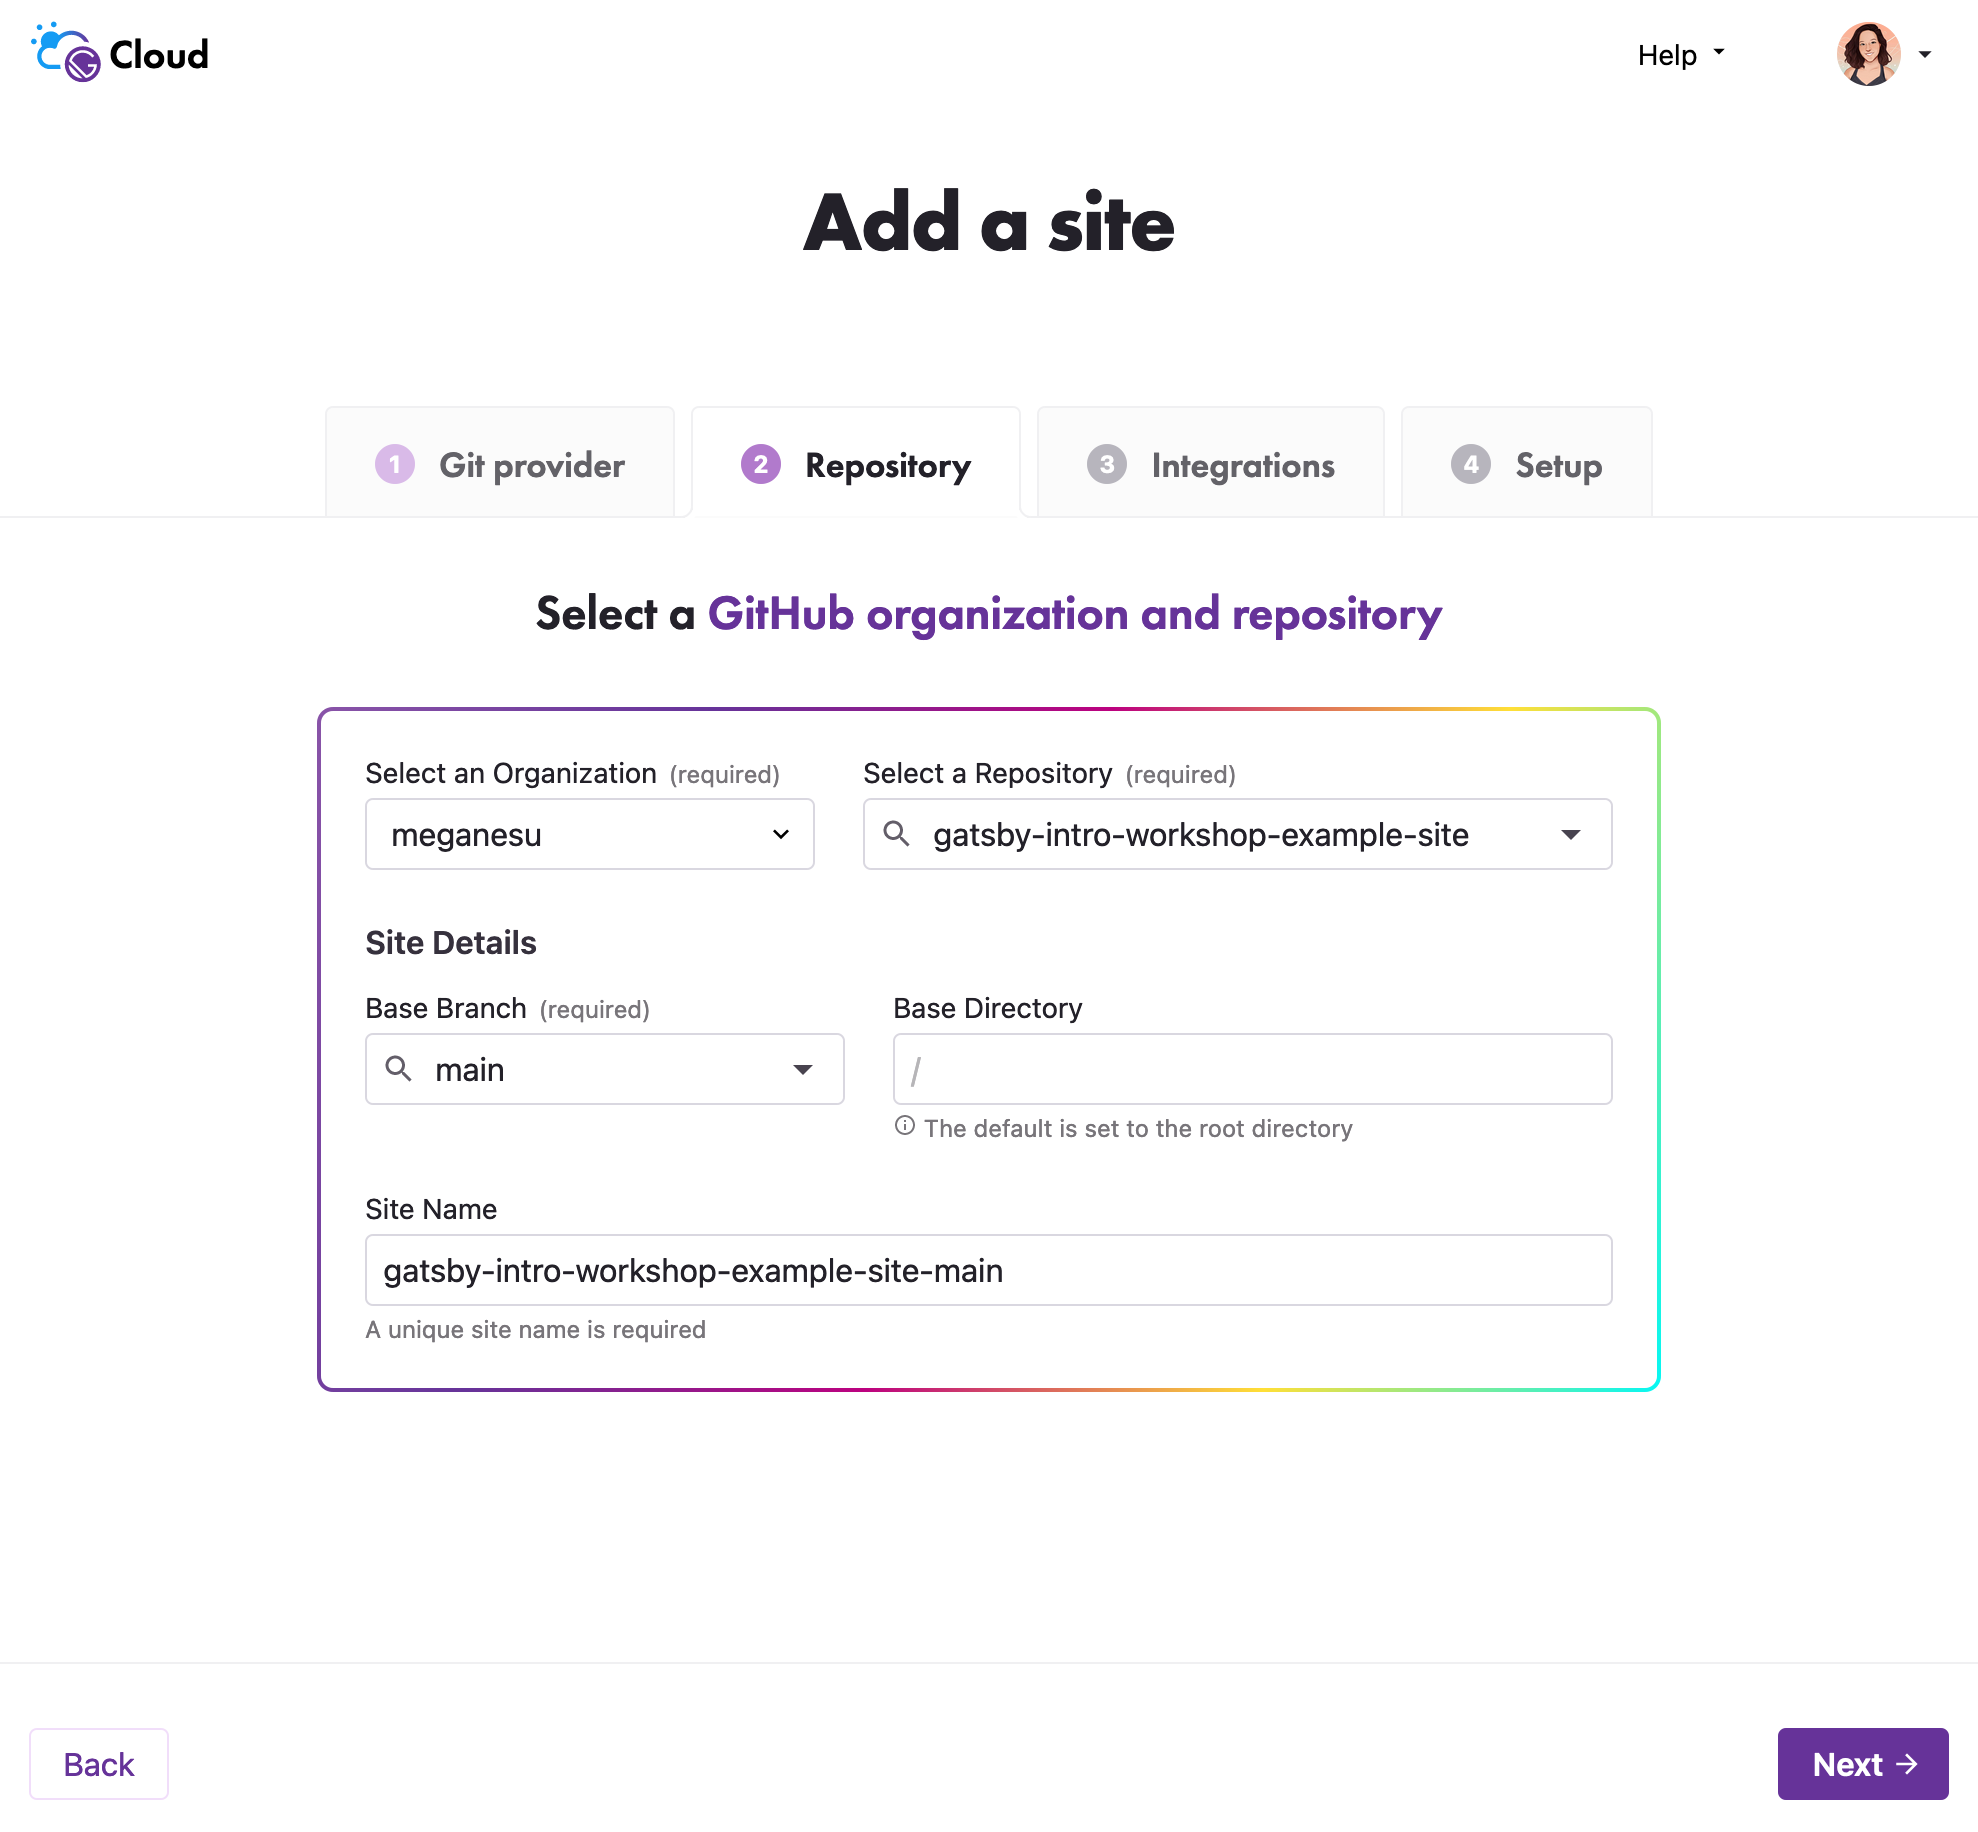 Cloud
Help
Add a site
1 Git provider
2 Repository
3 Integrations
4 Setup
Select a GitHub organization and repository
Select an Organization (required)
Select a Repository (required)
meganesu
gatsby-intro-workshop-example-site
Site Details
Base Branch (required)
Base Directory
main
/
The default is set to the root directory
Site Name
gatsby-intro-workshop-example-site-main
A unique site name is required
Back
Next →